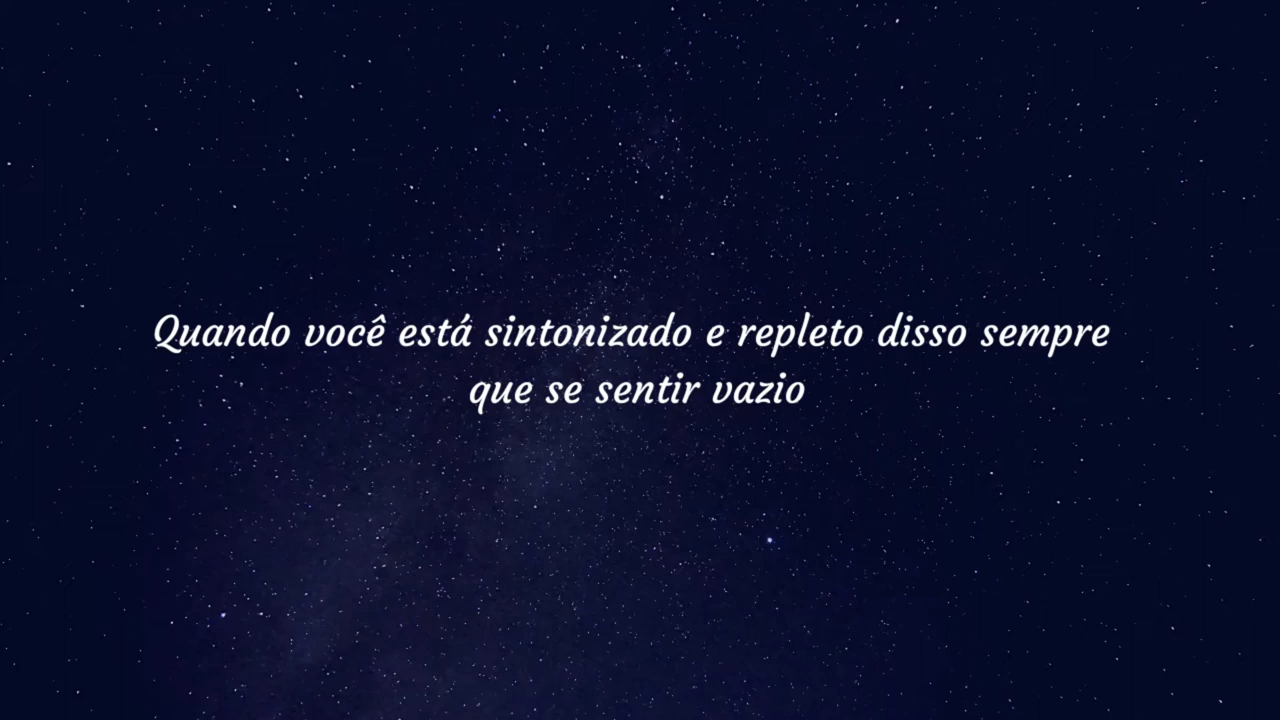 Quando você está sintonizado e repleto disso sempre
que se sentir vazio